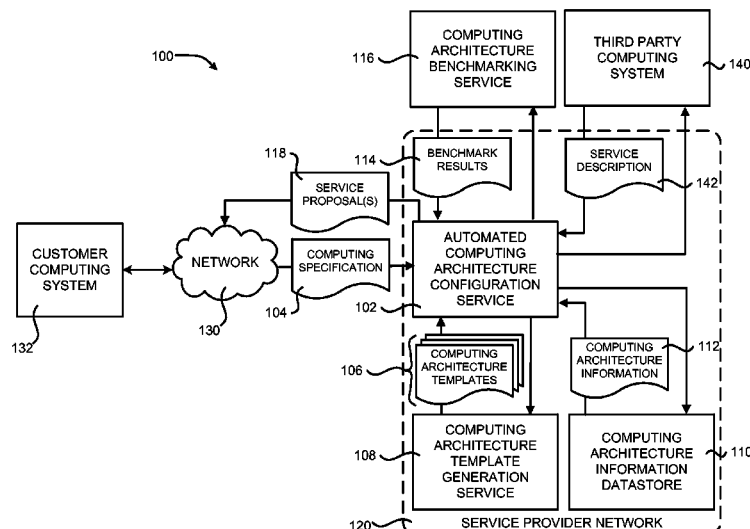 100
116
COMPUTING
ARCHITECTURE
BENCHMARKING
SERVICE
THIRD PARTY
COMPUTING
SYSTEM
140
118
SERVICE
PROPOSAL(S)
114
BENCHMARK
RESULTS
SERVICE
DESCRIPTION
142
CUSTOMER
COMPUTING
SYSTEM
132
NETWORK
130
COMPUTING
SPECIFICATION
104
AUTOMATED
COMPUTING
ARCHITECTURE
CONFIGURATION
SERVICE
102
106
COMPUTING
ARCHITECTURE
TEMPLATES
COMPUTING
ARCHITECTURE
INFORMATION
112
108
COMPUTING
ARCHITECTURE
TEMPLATE
GENERATION
SERVICE
COMPUTING
ARCHITECTURE
INFORMATION
DATASTORE
110
120
SERVICE PROVIDER NETWORK